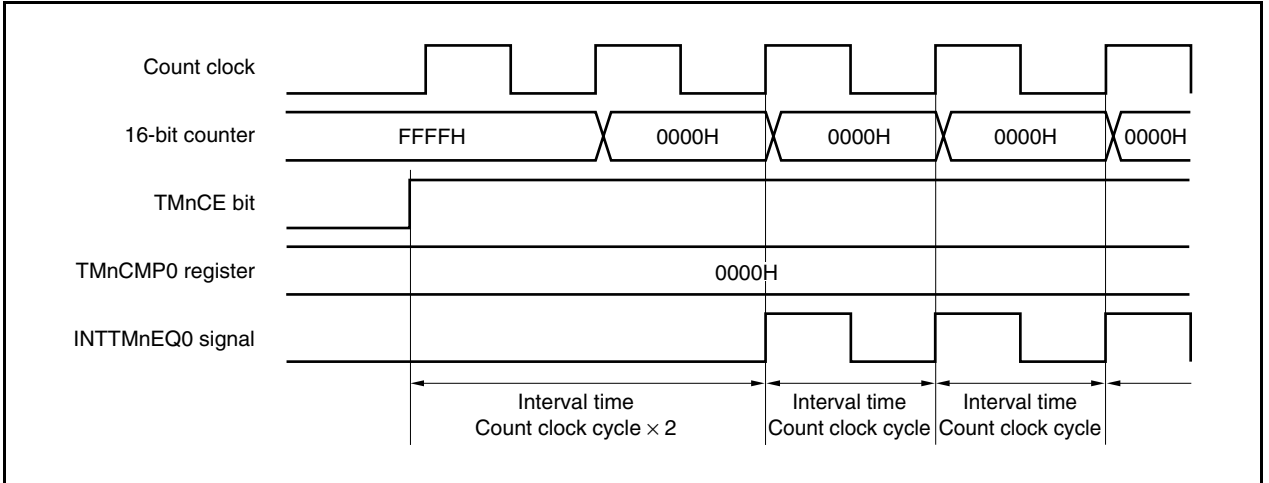 Count clock
16-bit counter
FFFFH 0000H 0000H 0000H 0000H
TMnCE bit
TMnCMP0 register
0000H
INTTMnEQ0 signal
Interval time Interval time Interval time
Count clock cycle × 2 Count clock cycle Count clock cycle